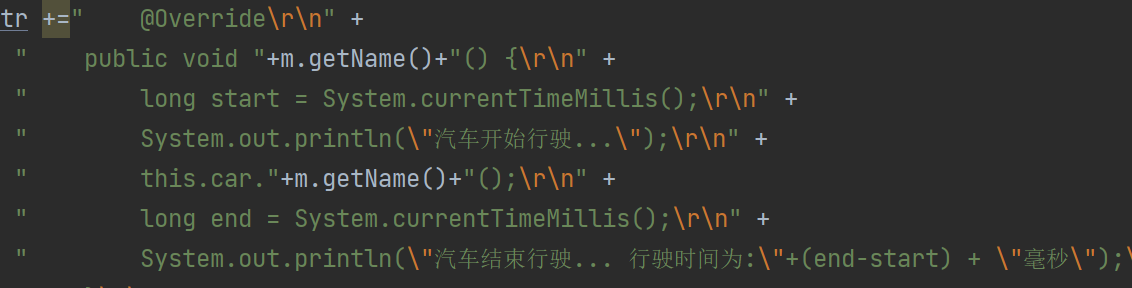 tr +="    @Override\r\n" +
"    public void "+m.getName()+"() {\r\n" +
"        long start = System.currentTimeMillis();\r\n" +
"        System.out.println(\"汽车开始行驶...\");\r\n" +
"        this.car."+m.getName()+"();\r\n" +
"        long end = System.currentTimeMillis();\r\n" +
"        System.out.println(\"汽车结束行驶... 行驶时间为:\"+(end-start) + \"毫秒\");\